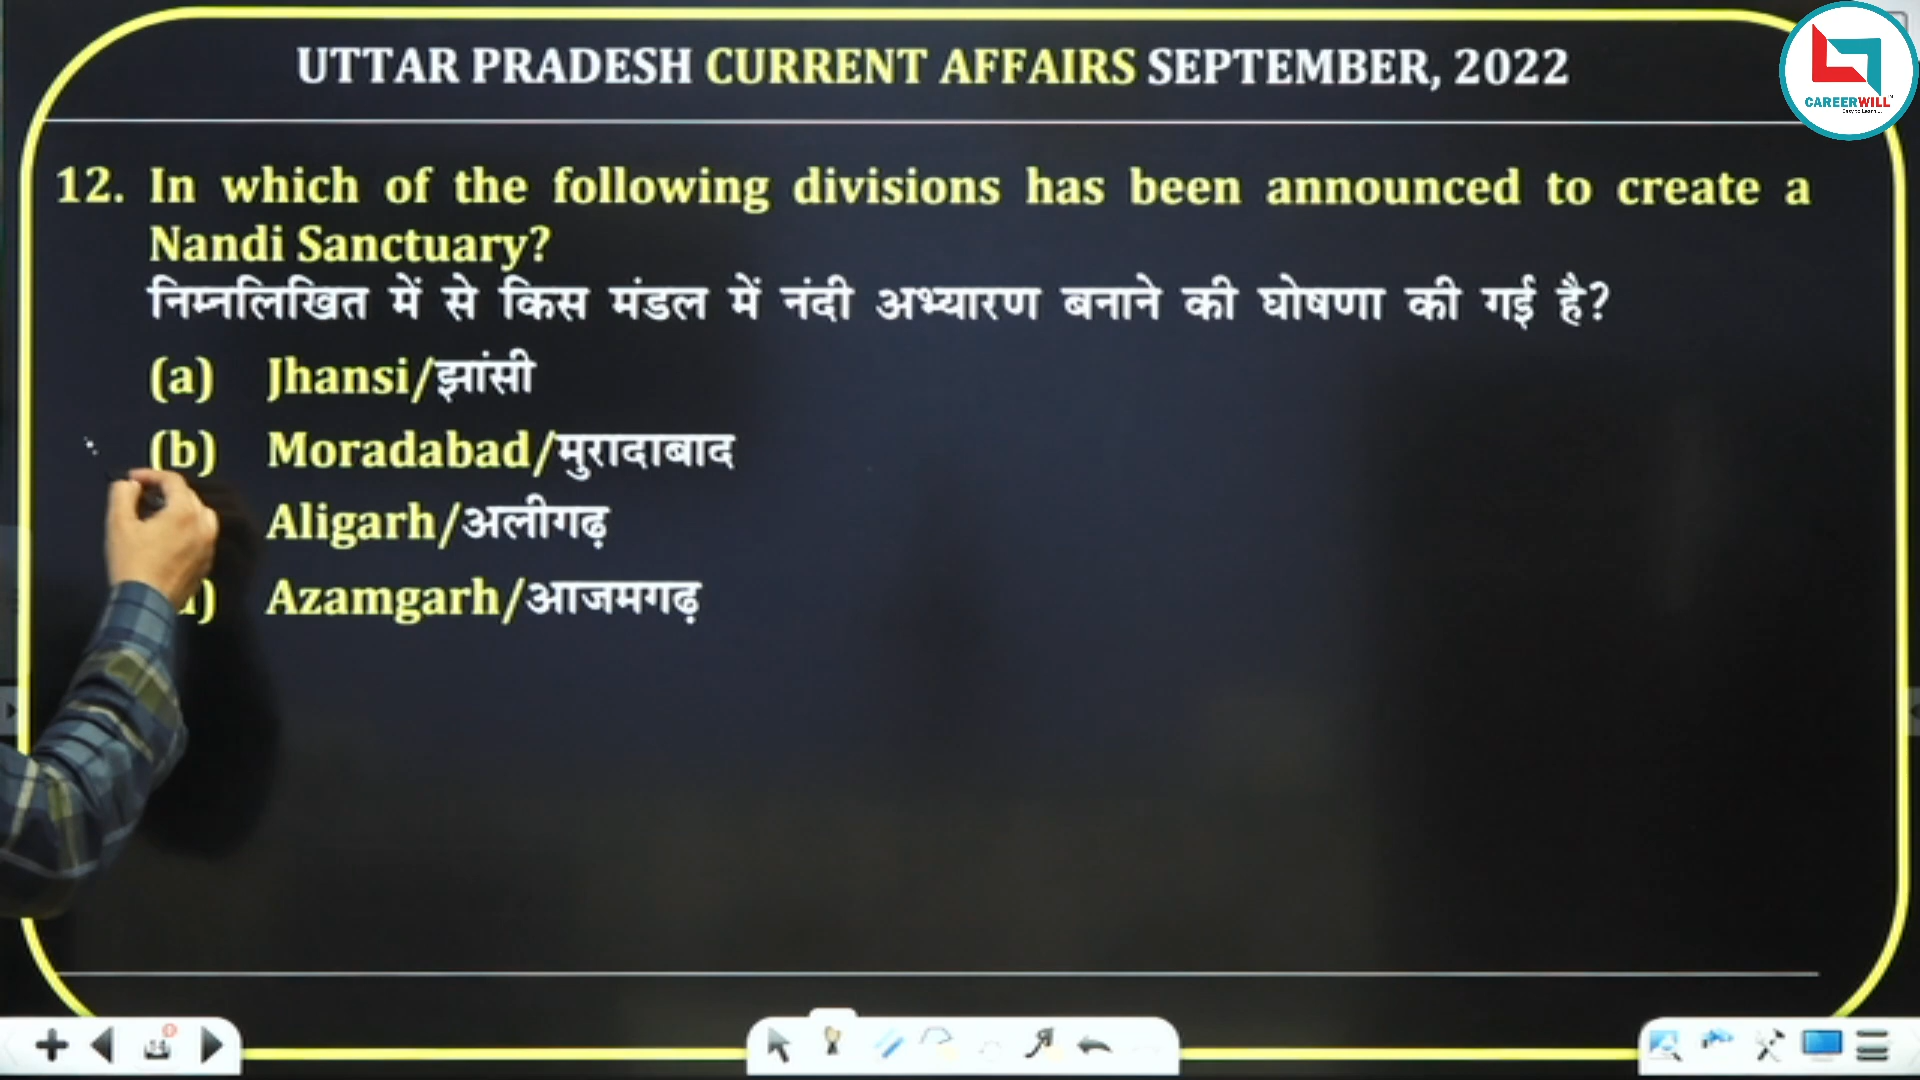 UTTAR PRADESH CURRENT AFFAIRS SEPTEMBER, 2022
CAREERWILL
12. In which of the following divisions has been announced to create a
Nandi Sanctuary?
निम्नलिखित में से किस मंडल में नंदी अभ्यारण बनाने की घोषणा की गई है?
(a) Jhansi/झांसी
(b) Moradabad/मुरादाबाद
Aligarh/अलीगढ़
Azamgarh/आजमगढ़